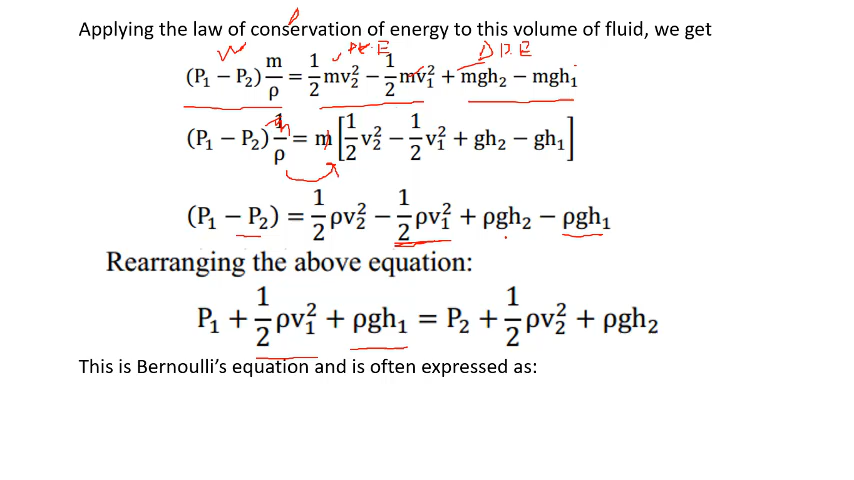 Applying the law of conservation of energy to this volume of fluid, we get
W
(P₁ − P₂) m/ρ = 1/2 mv₂² − 1/2 mv₁² + mgh₂ − mgh₁
(P₁ − P₂) 1/ρ = m [1/2 v₂² − 1/2 v₁² + gh₂ − gh₁]
(P₁ − P₂) = 1/2 ρv₂² − 1/2 ρv₁² + ρgh₂ − ρgh₁
Rearranging the above equation:
P₁ + 1/2 ρv₁² + ρgh₁ = P₂ + 1/2 ρv₂² + ρgh₂
This is Bernoulli’s equation and is often expressed as: